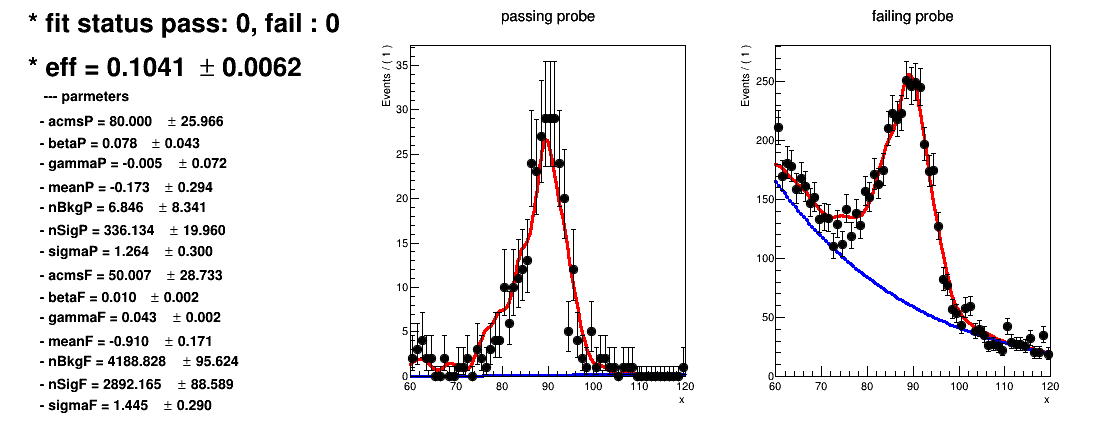 * fit status pass: 0, fail : 0
* eff = 0.1041 ± 0.0062
--- parmeters
- acmsP = 80.000 ± 25.966
- betaP = 0.078 ± 0.043
- gammaP = -0.005 ± 0.072
- meanP = -0.173 ± 0.294
- nBkgP = 6.846 ± 8.341
- nSigP = 336.134 ± 19.960
- sigmaP = 1.264 ± 0.300
- acmsF = 50.007 ± 28.733
- betaF = 0.010 ± 0.002
- gammaF = 0.043 ± 0.002
- meanF = -0.910 ± 0.171
- nBkgF = 4188.828 ± 95.624
- nSigF = 2892.165 ± 88.589
- sigmaF = 1.445 ± 0.290
passing probe
Events / ( 1 )
35
30
25
20
15
10
5
0
60 70 80 90 100 110 120
x
failing probe
Events / ( 1 )
250
200
150
100
50
0
60 70 80 90 100 110 120
x